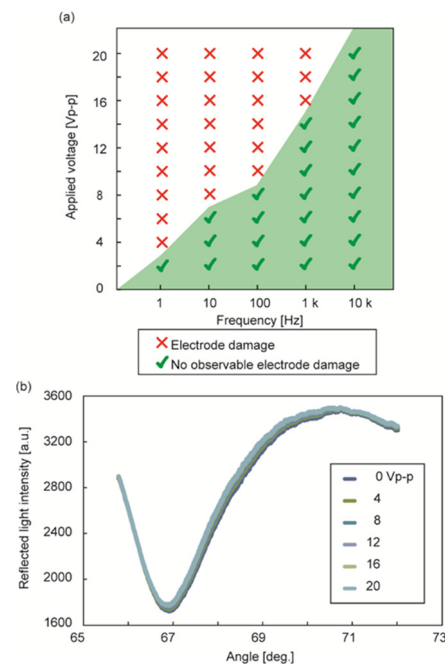 (a)
Applied voltage [Vp-p]
20
16
12
8
4
0
1 10 100 1 k 10 k
Frequency [Hz]
Electrode damage
No observable electrode damage
(b)
Reflected light intensity [a.u.]
3600
3200
2800
2400
2000
1600
0 Vp-p
4
8
12
16
20
65 67 69 71 73
Angle [deg.]